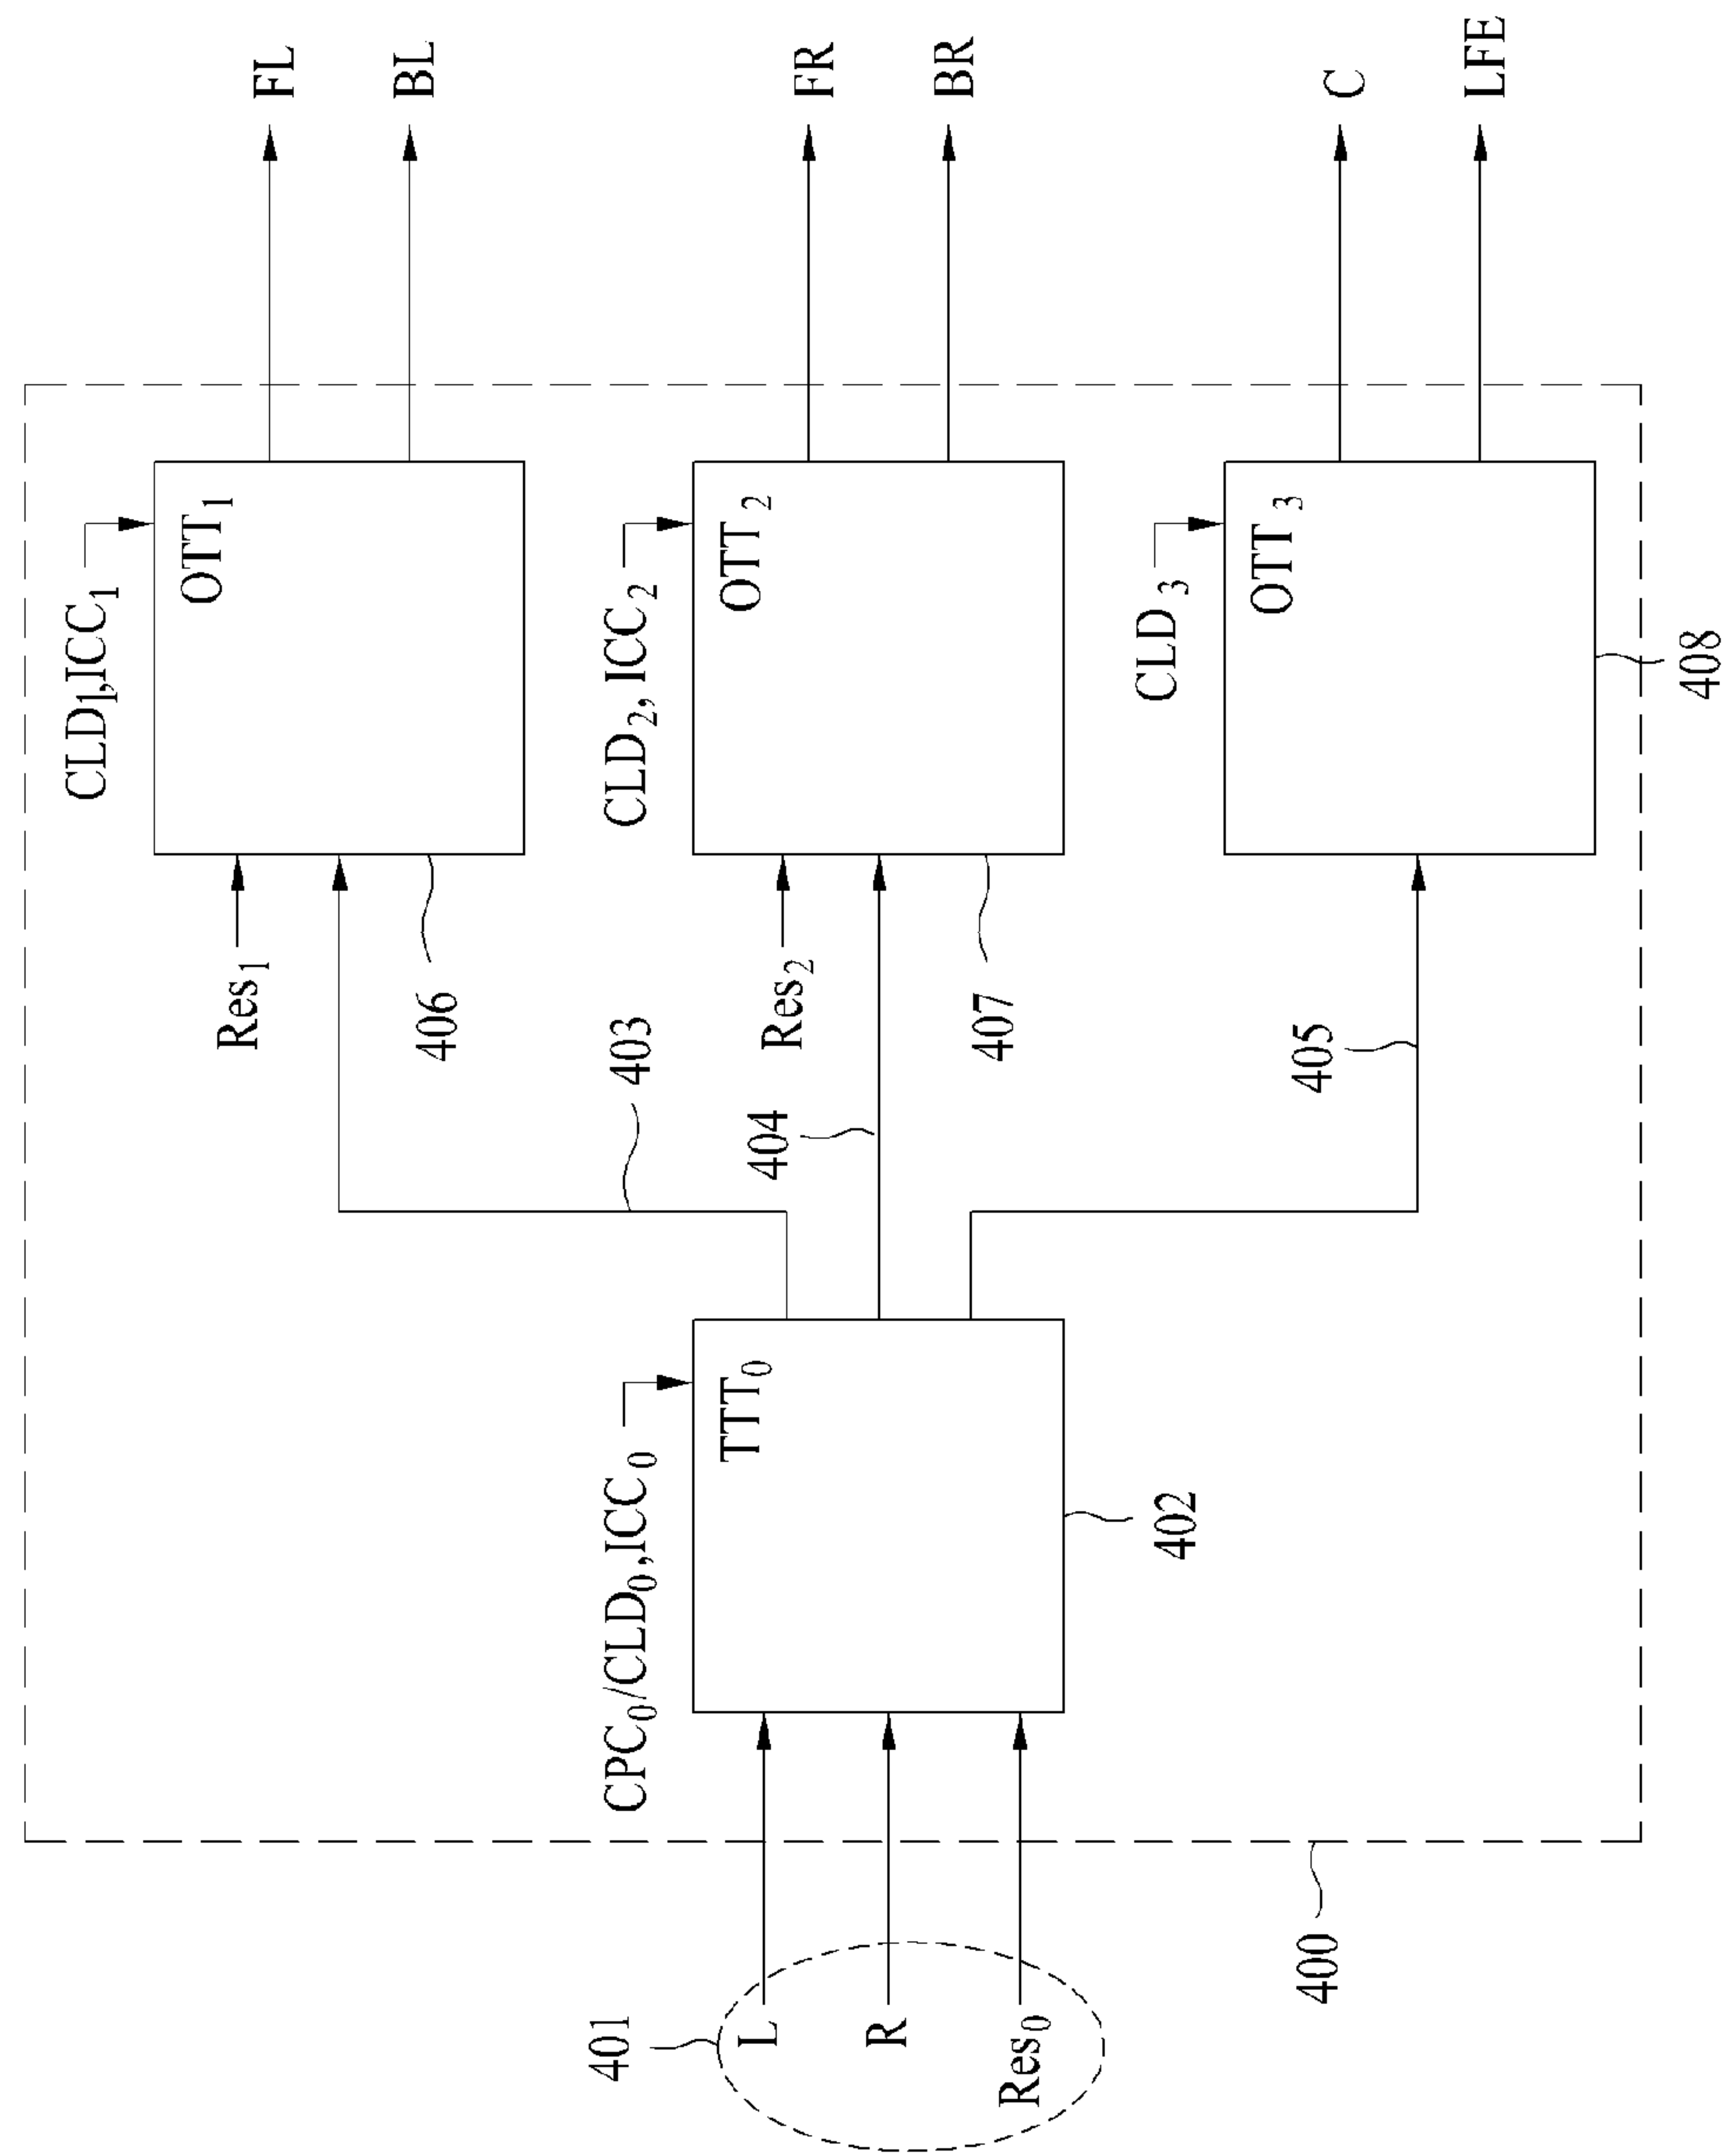 CLD₁,ICC₁
OTT₁
FL
BL
Res₁
406
403
CPC₀/CLD₀,ICC₀
CLD₂, ICC₂
TTT₀
OTT₂
FR
BR
Res₂
404
407
401
L
R
Res₀
402
CLD₃
OTT₃
C
LFE
405
400
408